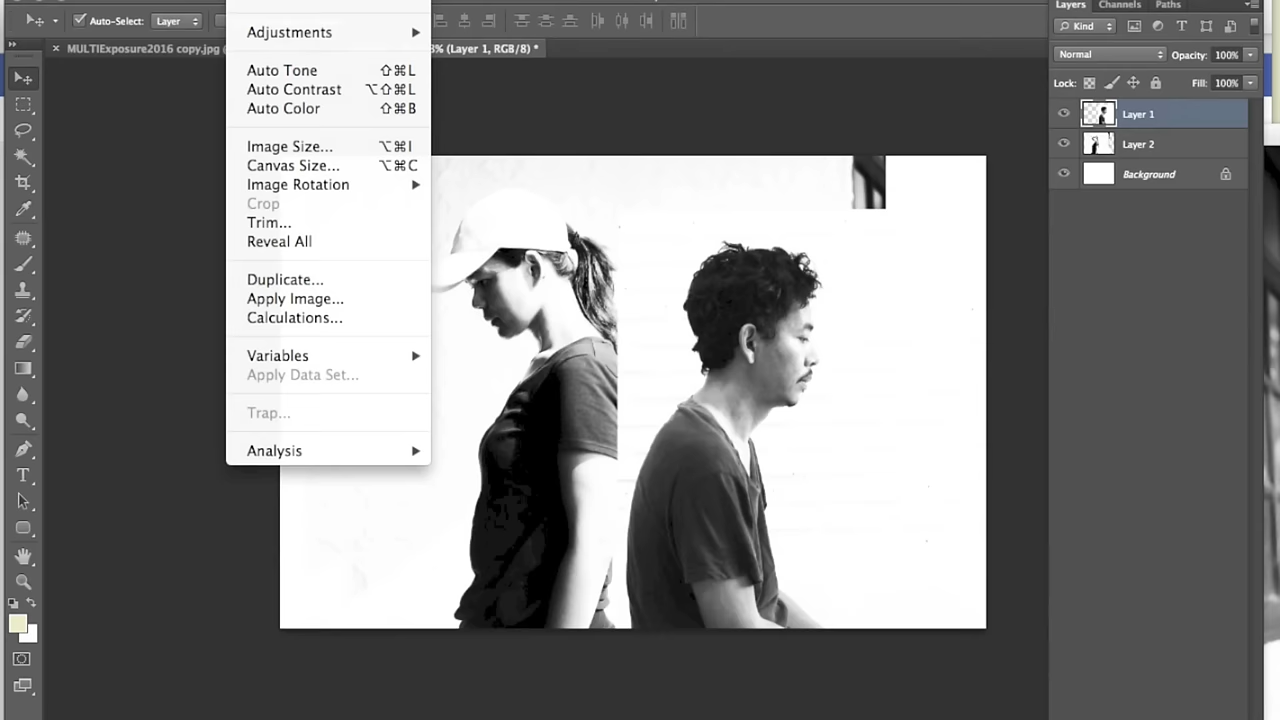 Auto-Select: Layer
MULTIExposure2016 copy.jpg
% (Layer 1, RGB/8) *
Adjustments
Auto Tone ⇧⌘L
Auto Contrast ⌥⇧⌘L
Auto Color ⇧⌘B
Image Size... ⌥⌘I
Canvas Size... ⌥⌘C
Image Rotation
Crop
Trim...
Reveal All
Duplicate...
Apply Image...
Calculations...
Variables
Apply Data Set...
Trap...
Analysis
Layers Channels Paths
Kind
Normal Opacity: 100%
Lock: Fill: 100%
Layer 1
Layer 2
Background